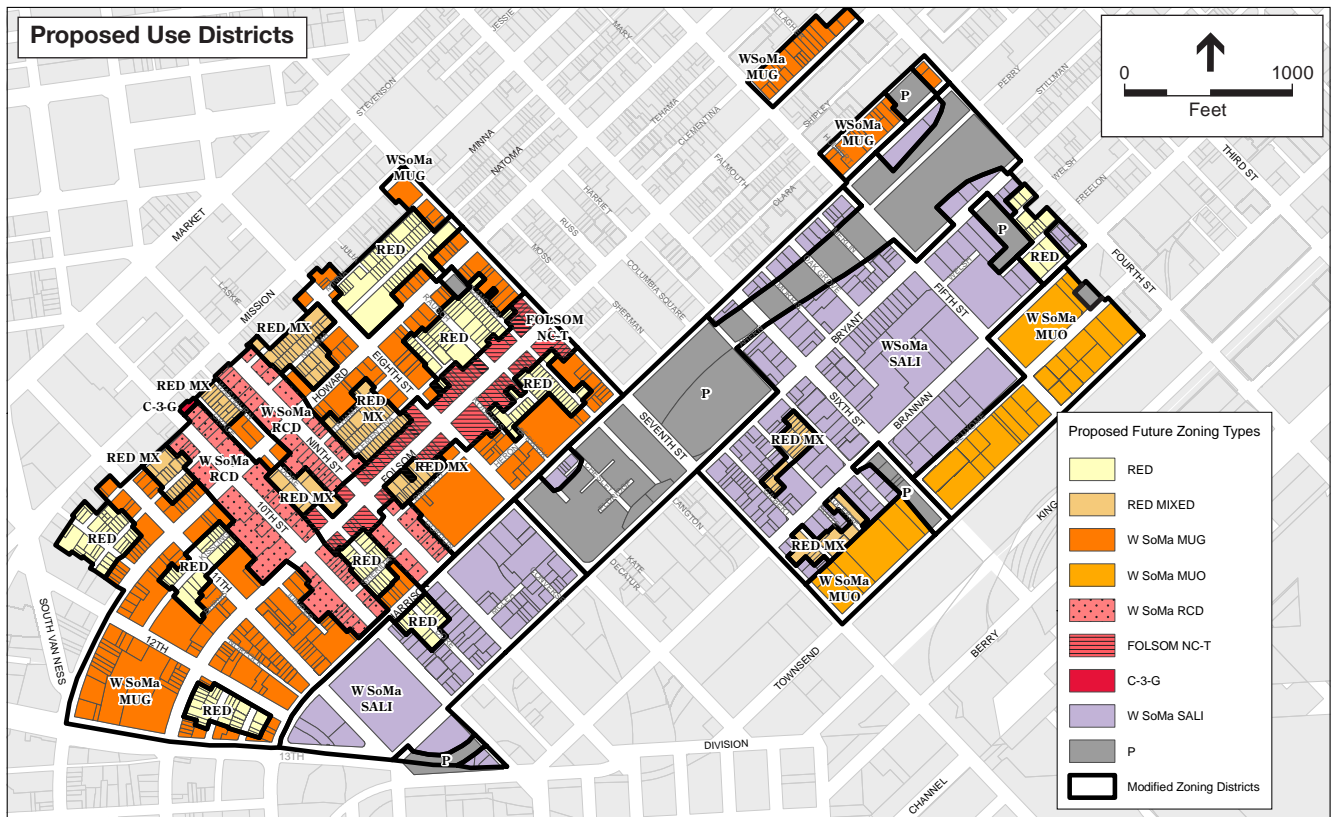 Proposed Use Districts
0
1000
Feet
JESSIE
MARY
STEVENSON
MINNA
NATOMA
TEHAMA
CLEMENTINA
SHIPLEY
PERRY
STILLMAN
THIRD ST
WELSH
FREELON
FOURTH ST
FALMOUTH
CLARA
HARRIET
RUSS
MOSS
COLUMBIA SQUARE
SHERMAN
MARKET
LASKIE
MISSION
W SoMa
MUG
P
WSoMa
MUG
WSoMa
MUG
RED
P
RED
FIFTH ST
RED MX
HOWARD
EIGHTH ST
RED
FOLSOM
NC-T
BRYANT
WSoMa
SALI
W SoMa
MUO
RED MX
C-3-G
W SoMa
RCD
RED
MX
RED
P
SEVENTH ST
SIXTH ST
BRANNAN
NINTH ST
RED MX
W SoMa
RCD
FOLSOM
RED MX
RED MX
RED MX
10TH ST
P
LANGTON
KATE
DECATUR
RED
RED
11TH
RED
RED
RED MX
W SoMa
MUO
KING
SOUTH VAN NESS
12TH
W SoMa
MUG
RED
W SoMa
SALI
TOWNSEND
BERRY
13TH
P
DIVISION
CHANNEL
Proposed Future Zoning Types
RED
RED MIXED
W SoMa MUG
W SoMa MUO
W SoMa RCD
FOLSOM NC-T
C-3-G
W SoMa SALI
P
Modified Zoning Districts